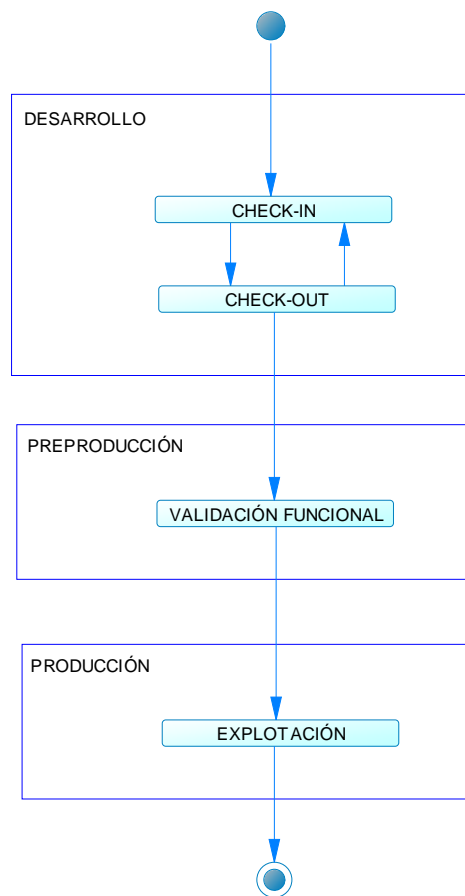 DESARROLLO
CHECK-IN
CHECK-OUT
PREPRODUCCIÓN
VALIDACIÓN FUNCIONAL
PRODUCCIÓN
EXPLOTACIÓN